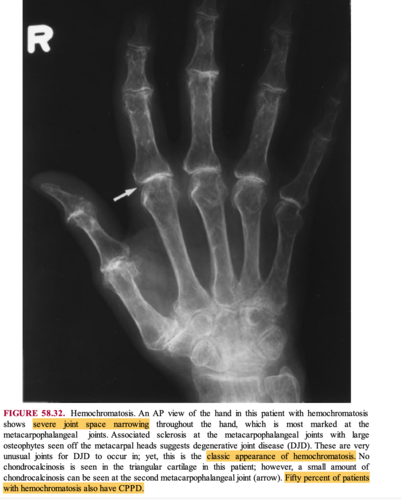 R
FIGURE 58.32. Hemochromatosis. An AP view of the hand in this patient with hemochromatosis
shows severe joint space narrowing throughout the hand, which is most marked at the
metacarpophalangeal joints. Associated sclerosis at the metacarpophalangeal joints with large
osteophytes seen off the metacarpal heads suggests degenerative joint disease (DJD). These are very
unusual joints for DJD to occur in; yet, this is the classic appearance of hemochromatosis. No
chondrocalcinosis is seen in the triangular cartilage in this patient; however, a small amount of
chondrocalcinosis can be seen at the second metacarpophalangeal joint (arrow). Fifty percent of patients
with hemochromatosis also have CPPD.